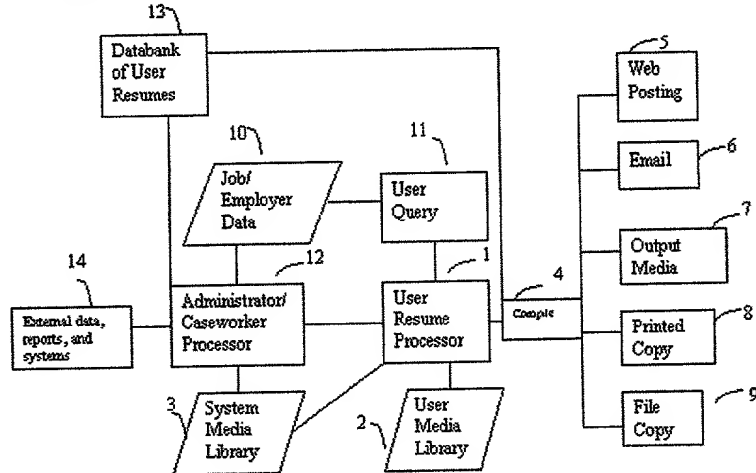 13
Databank
of User
Resumes
5
Web
Posting
10
11
Job/
Employer
Data
User
Query
Email
6
7
Output
Media
14
12
1
4
External data,
reports, and
systems
Administrator/
Caseworker
Processor
User
Resume
Processor
Compile
Printed
Copy
8
3
System
Media
Library
2
User
Media
Library
File
Copy
9